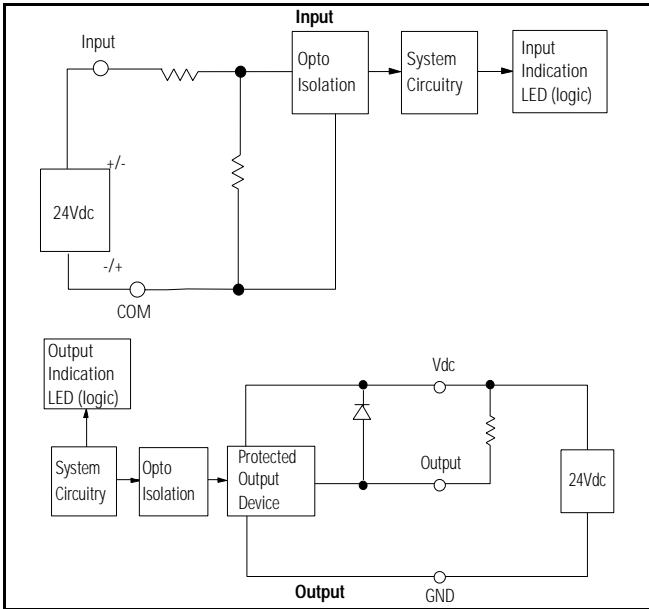 Input
Input
Opto
Isolation
System
Circuitry
Input
Indication
LED (logic)
+/-
24Vdc
-/+
COM
Output
Indication
LED (logic)
System
Circuitry
Opto
Isolation
Protected
Output
Device
Vdc
Output
24Vdc
GND
Output